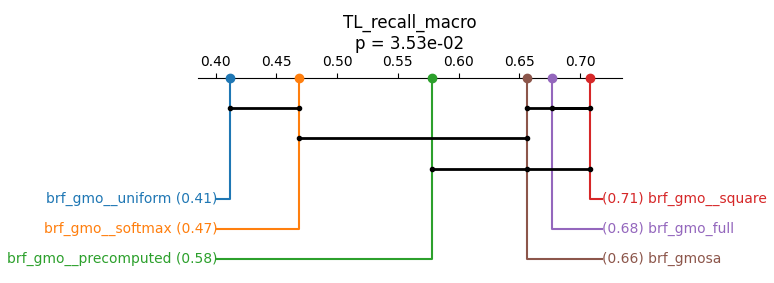 TL_recall_macro
p = 3.53e-02
0.40 0.45 0.50 0.55 0.60 0.65 0.70
brf_gmo__uniform (0.41) (0.71) brf_gmo__square
brf_gmo__softmax (0.47) (0.68) brf_gmo_full
brf_gmo__precomputed (0.58) (0.66) brf_gmosa